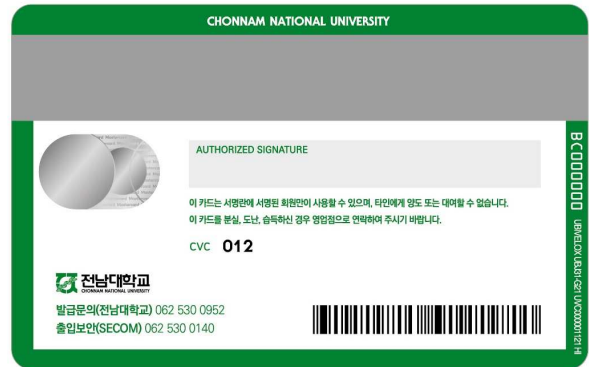 CHONNAM NATIONAL UNIVERSITY
AUTHORIZED SIGNATURE
이 카드는 서명란에 서명된 회원만이 사용할 수 있으며, 타인에게 양도 또는 대여할 수 없습니다.
이 카드를 분실, 도난, 습득하신 경우 영업점으로 연락하여 주시기 바랍니다.
CVC 012
전남대학교
CHONNAM NATIONAL UNIVERSITY
발급문의(전남대학교) 062 530 0952
출입보안(SECOM) 062 530 0140
BC000000
UBIVELOX UBJ31-G21 UVC000001121 HI